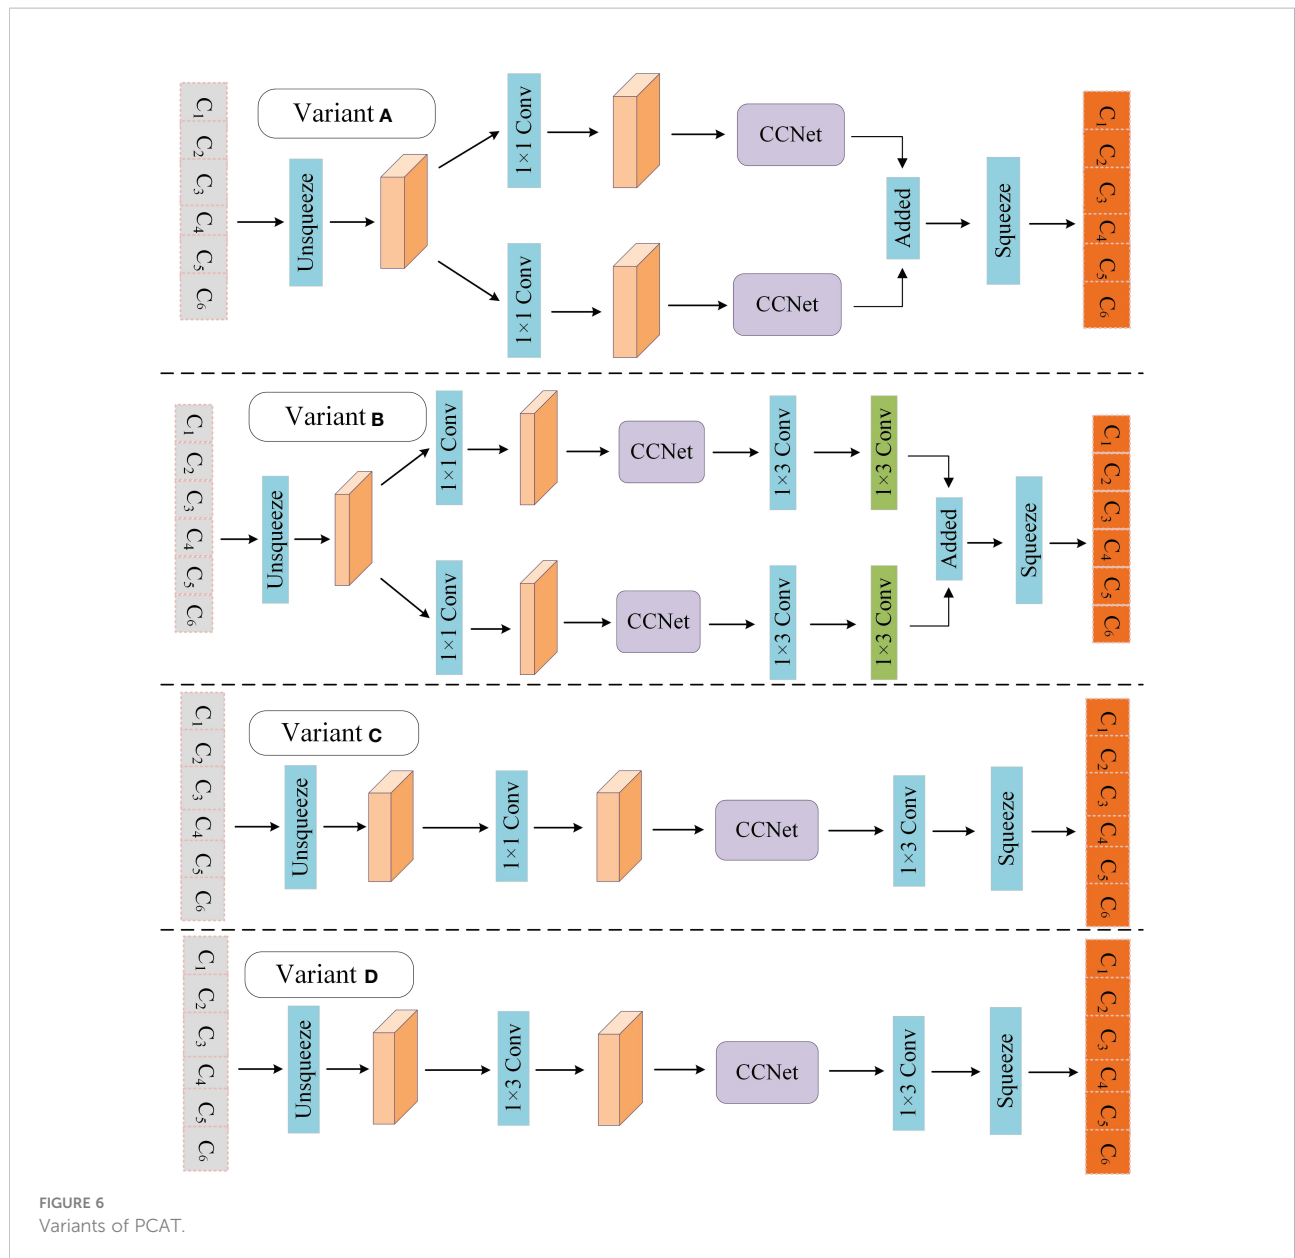 Variant A
C1
C2
C3
C4
C5
C6
Unsqueeze
1×1 Conv
CCNet
1×1 Conv
CCNet
Added
Squeeze
C1
C2
C3
C4
C5
C6
Variant B
C1
C2
C3
C4
C5
C6
Unsqueeze
1×1 Conv
CCNet
1×3 Conv
1×3 Conv
1×1 Conv
CCNet
1×3 Conv
1×3 Conv
Added
Squeeze
C1
C2
C3
C4
C5
C6
Variant C
C1
C2
C3
C4
C5
C6
Unsqueeze
1×1 Conv
CCNet
1×3 Conv
Squeeze
C1
C2
C3
C4
C5
C6
Variant D
C1
C2
C3
C4
C5
C6
Unsqueeze
1×3 Conv
CCNet
1×3 Conv
Squeeze
C1
C2
C3
C4
C5
C6
FIGURE 6
Variants of PCAT.